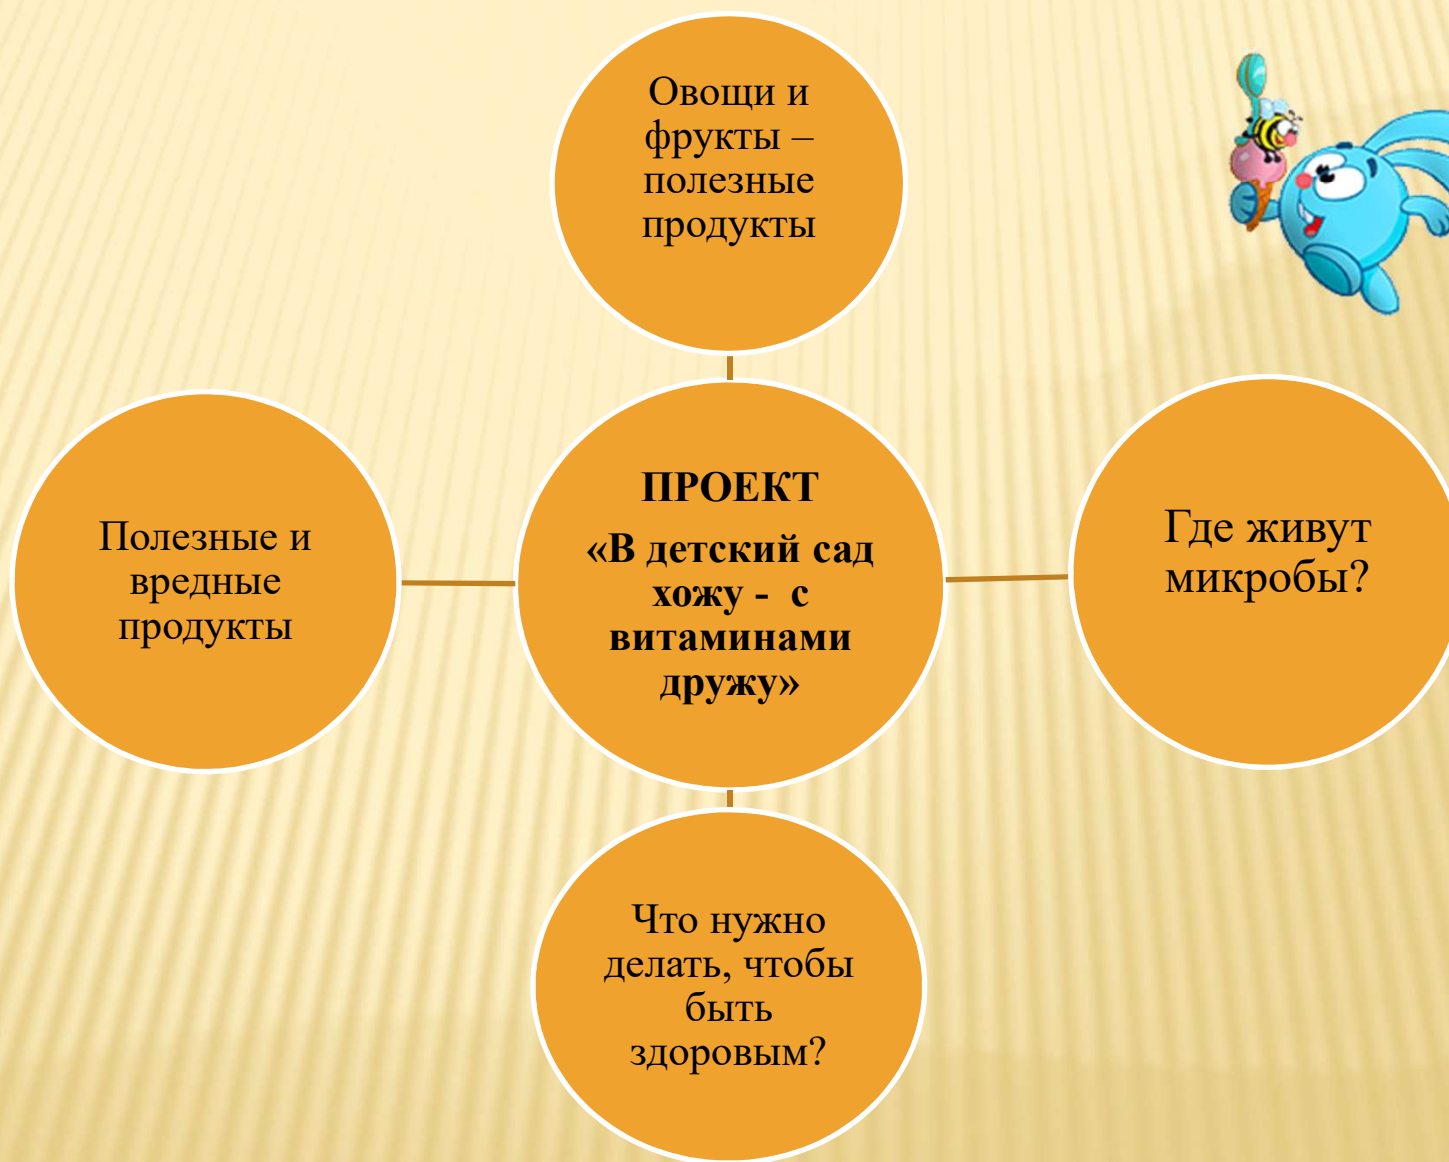 Овощи и
фрукты –
полезные
продукты
ПРОЕКТ
«В детский сад
хожу - с
витаминами
дружу»
Полезные и
вредные
продукты
Где живут
микробы?
Что нужно
делать, чтобы
быть
здоровым?